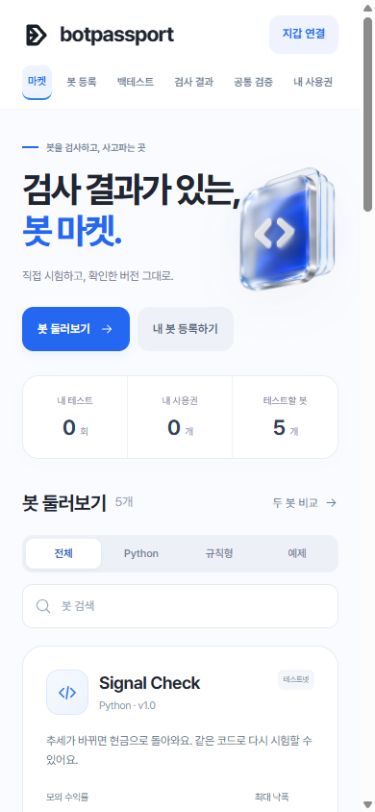 botpassport
지갑 연결
마켓 봇 등록 백테스트 검사 결과 공통 검증 내 사용권
봇을 검사하고, 사고파는 곳
검사 결과가 있는,
봇 마켓.
직접 시험하고, 확인한 버전 그대로.
봇 둘러보기 → 내 봇 등록하기
내 테스트 내 사용권 테스트할 봇
0 회 0 개 5 개
봇 둘러보기 5개 두 봇 비교 →
전체 Python 규칙형 예제
봇 검색
Signal Check 테스트넷
Python · v1.0
추세가 바뀌면 현금으로 돌아와요. 같은 코드로 다시 시험할 수
있어요.
모의 수익률 최대 낙폭